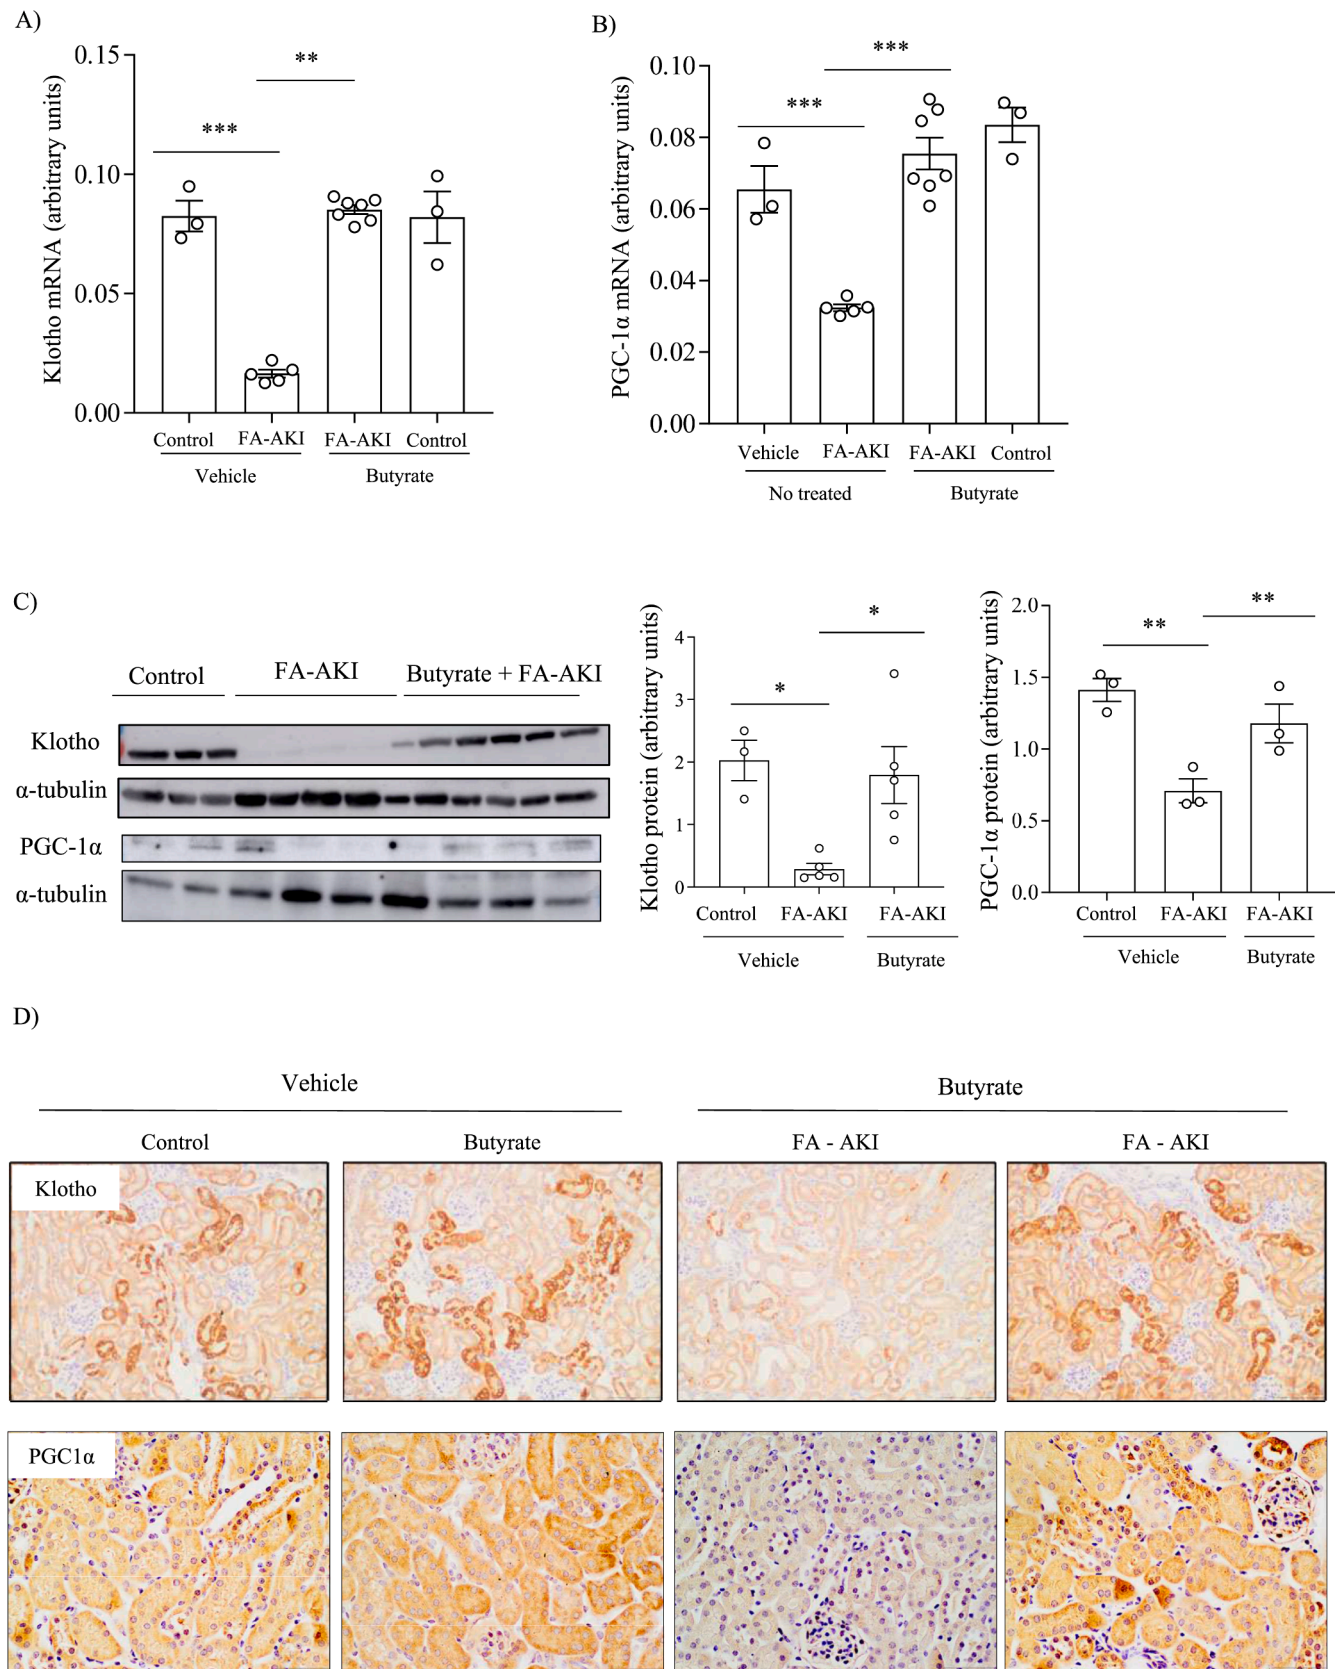 A)
Klotho mRNA (arbitrary units)
0.15
0.10
0.05
0.00
***
**
Control FA-AKI FA-AKI Control
Vehicle Butyrate
B)
PGC-1α mRNA (arbitrary units)
0.10
0.08
0.06
0.04
0.02
0.00
***
***
Vehicle FA-AKI FA-AKI Control
No treated Butyrate
C)
Control FA-AKI Butyrate + FA-AKI
Klotho
α-tubulin
PGC-1α
α-tubulin
Klotho protein (arbitrary units)
4
3
2
1
0
*
*
Control FA-AKI FA-AKI
Vehicle Butyrate
PGC-1α protein (arbitrary units)
2.0
1.5
1.0
0.5
0.0
**
**
Control FA-AKI FA-AKI
Vehicle Butyrate
D)
Vehicle Butyrate
Control Butyrate FA - AKI FA - AKI
Klotho
PGC1α